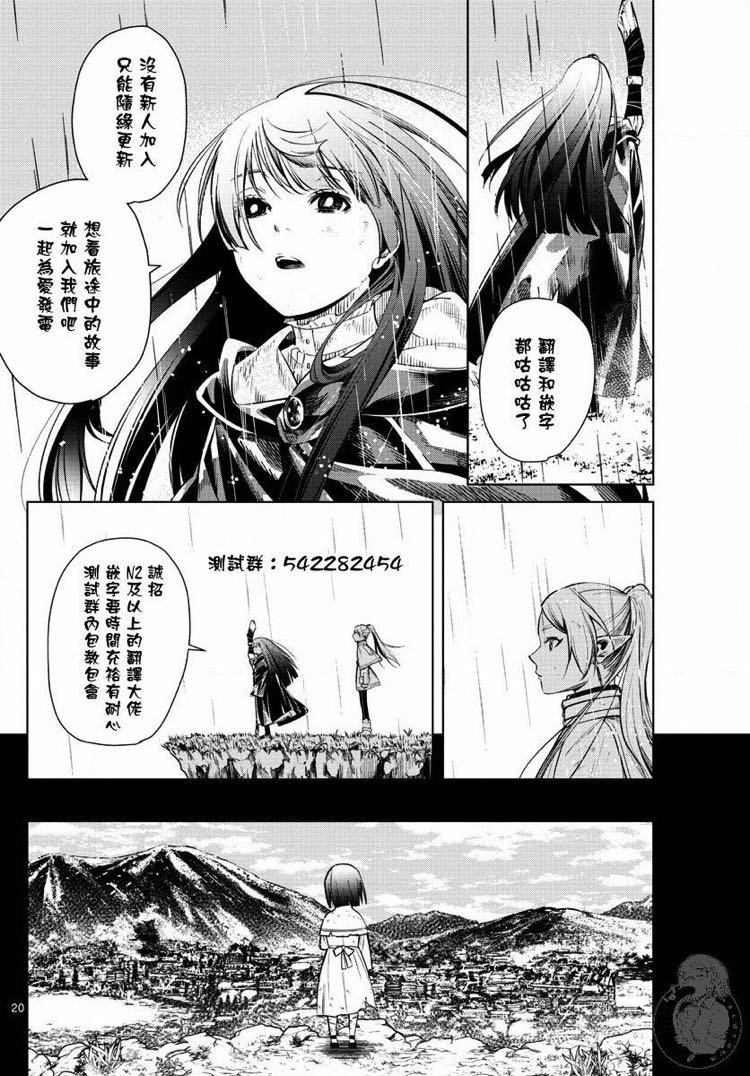 翻譯和嵌字
都咕咕咕了
沒有新人加入
只能隨緣更新
想看旅途中的故事
就加入我們吧
一起為愛發電
測試群：542282454
誠招
N2及以上的翻譯大佬
嵌字要時間充裕有耐心
測試群內包教包會
20